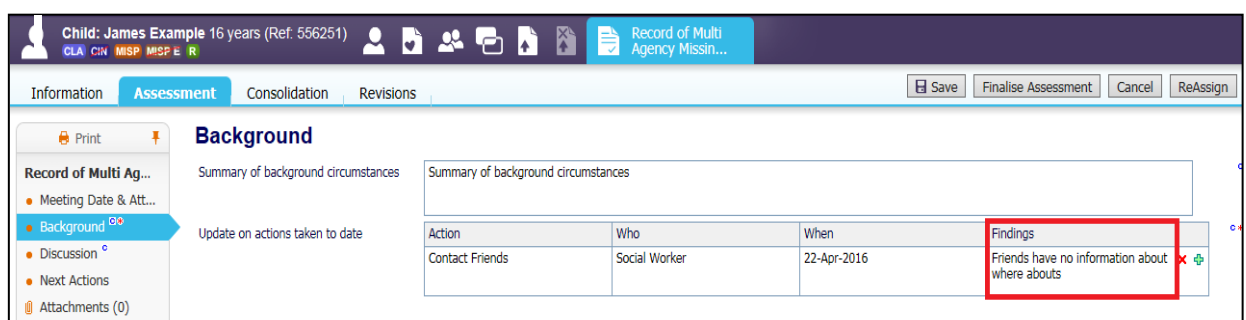 Child: James Example 16 years (Ref: 556251)
CLA CIN MISP MISP E R
Record of Multi
Agency Missin...
Information Assessment Consolidation Revisions
Save Finalise Assessment Cancel ReAssign
Print
Background
Record of Multi Ag...
Summary of background circumstances
Summary of background circumstances
Meeting Date & Att...
Background c*
Update on actions taken to date
Action Who When Findings
Contact Friends Social Worker 22-Apr-2016 Friends have no information about
where abouts
Discussion c
Next Actions
Attachments (0)